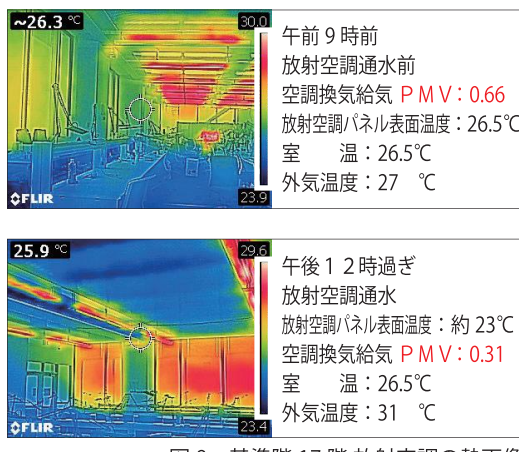 ~26.3 ℃
30.0
23.9
◇FLIR
午前9時前
放射空調通水前
空調換気給気 PMV：0.66
放射空調パネル表面温度：26.5℃
室　　温：26.5℃
外気温度：27　℃
25.9 ℃
29.6
23.4
◇FLIR
午後12時過ぎ
放射空調通水
放射空調パネル表面温度：約23℃
空調換気給気 PMV：0.31
室　　温：26.5℃
外気温度：31　℃